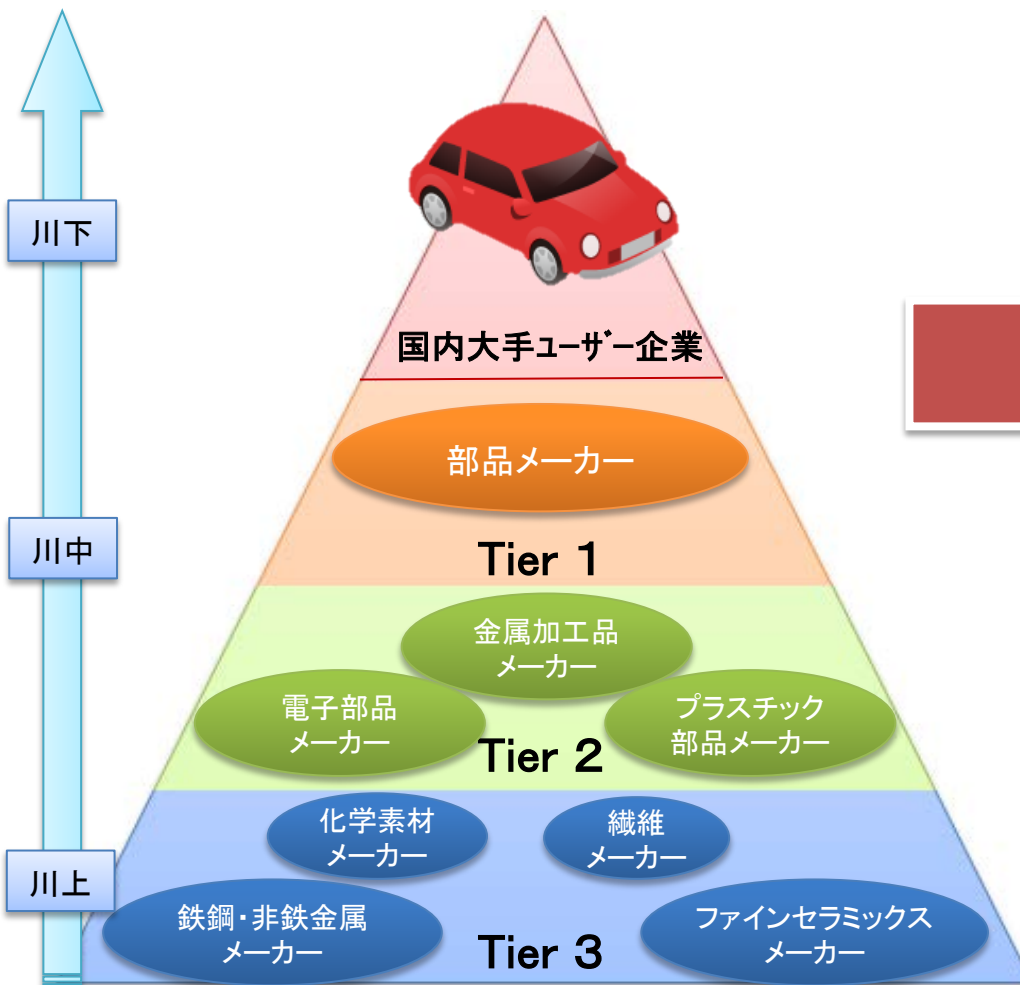 川下
国内大手ﾕｰｻﾞｰ企業
部品メーカー
川中
Tier 1
金属加工品
メーカー
電子部品
メーカー
プラスチック
部品メーカー
Tier 2
化学素材
メーカー
繊維
メーカー
川上
鉄鋼・非鉄金属
メーカー
ファインセラミックス
メーカー
Tier 3